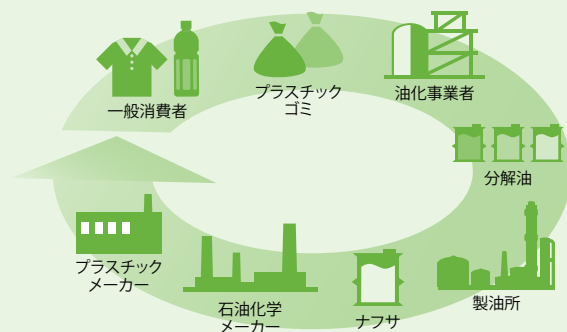 一般消費者
プラスチック
ゴミ
油化事業者
分解油
製油所
ナフサ
石油化学
メーカー
プラスチック
メーカー